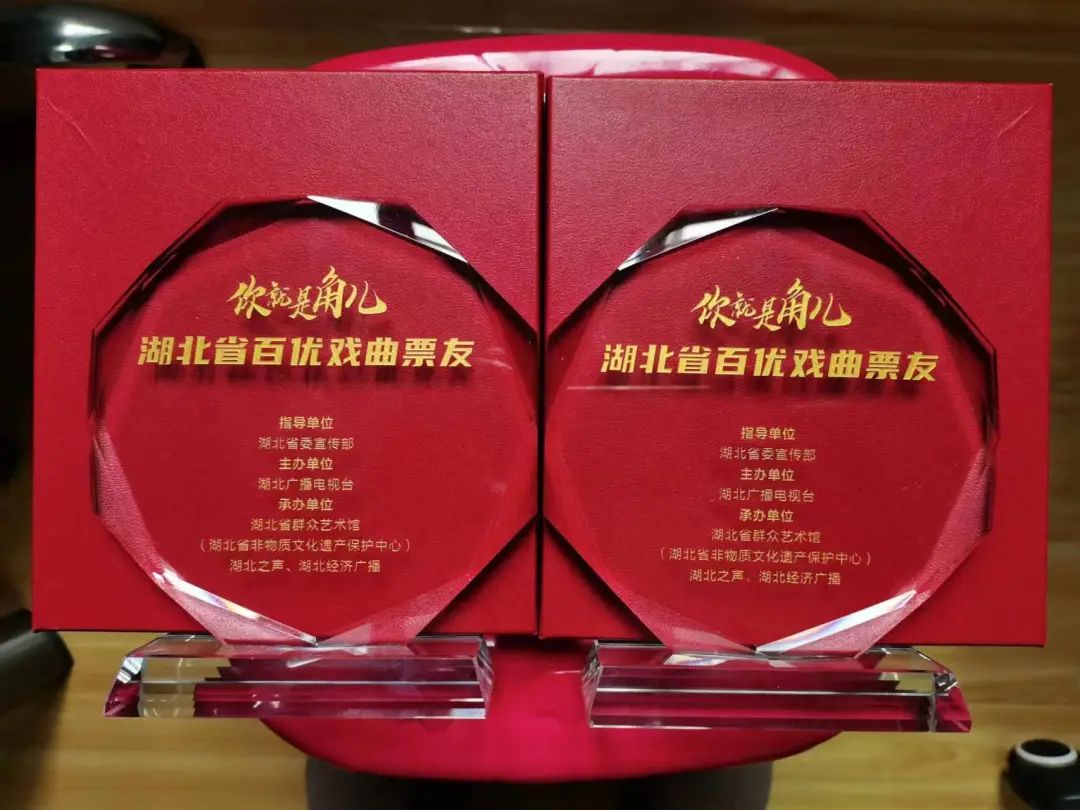 你就是角儿
湖北省百优戏曲票友
指导单位
湖北省委宣传部
主办单位
湖北广播电视台
承办单位
湖北省群众艺术馆
（湖北省非物质文化遗产保护中心）
湖北之声、湖北经济广播
你就是角儿
湖北省百优戏曲票友
指导单位
湖北省委宣传部
主办单位
湖北广播电视台
承办单位
湖北省群众艺术馆
（湖北省非物质文化遗产保护中心）
湖北之声、湖北经济广播